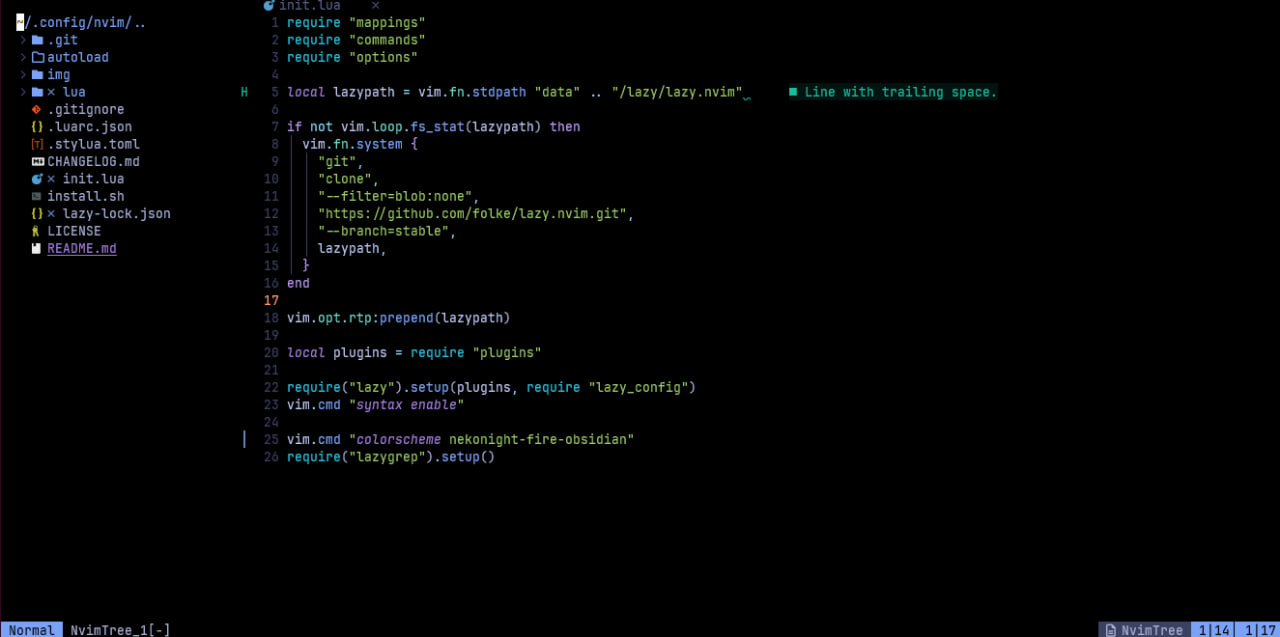 ~/.config/nvim/..
.git
autoload
img
lua
.gitignore
.luarc.json
.stylua.toml
CHANGELOG.md
init.lua
install.sh
lazy-lock.json
LICENSE
README.md
init.lua ×
1 require "mappings"
2 require "commands"
3 require "options"
4
H 5 local lazypath = vim.fn.stdpath "data" .. "/lazy/lazy.nvim" ■ Line with trailing space.
6
7 if not vim.loop.fs_stat(lazypath) then
8 vim.fn.system {
9 "git",
10 "clone",
11 "--filter=blob:none",
12 "https://github.com/folke/lazy.nvim.git",
13 "--branch=stable",
14 lazypath,
15 }
16 end
17
18 vim.opt.rtp:prepend(lazypath)
19
20 local plugins = require "plugins"
21
22 require("lazy").setup(plugins, require "lazy_config")
23 vim.cmd "syntax enable"
24
25 vim.cmd "colorscheme nekonight-fire-obsidian"
26 require("lazygrep").setup()
Normal NvimTree_1[-] NvimTree 1|14 1|17